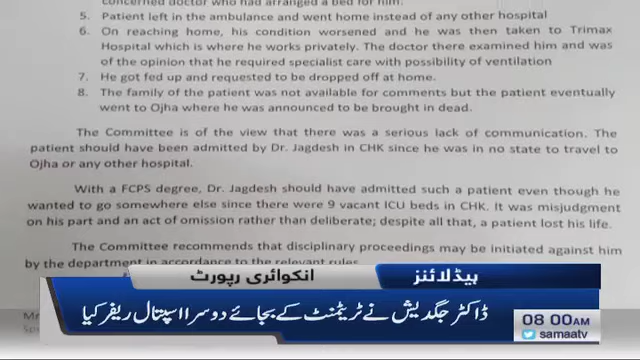 concerned doctor who had arranged a bed for him.
5. Patient left in the ambulance and went home instead of any other hospital
6. On reaching home, his condition worsened and he was then taken to Trimax
Hospital which is where he works privately. The doctor there examined him and was
of the opinion that he required specialist care with possibility of ventilation
7. He got fed up and requested to be dropped off at home.
8. The family of the patient was not available for comments but the patient eventually
went to Ojha where he was announced to be brought in dead.
The Committee is of the view that there was a serious lack of communication. The
patient should have been admitted by Dr. Jagdesh in CHK since he was in no state to travel to
Ojha or any other hospital.
With a FCPS degree, Dr. Jagdesh should have admitted such a patient even though he
wanted to go somewhere else since there were 9 vacant ICU beds in CHK. It was misjudgment
on his part and an act of omission rather than deliberate; despite all that, a patient lost his life.
The Committee recommends that disciplinary proceedings may be initiated against him
by the department in accordance to the relevant rules.
ہیڈلائنز
انکوائری رپورٹ
ڈاکٹر جگدیش نے ٹریٹمنٹ کے بجائے دوسرا اسپتال ریفر کیا
08:00AM
samaatv